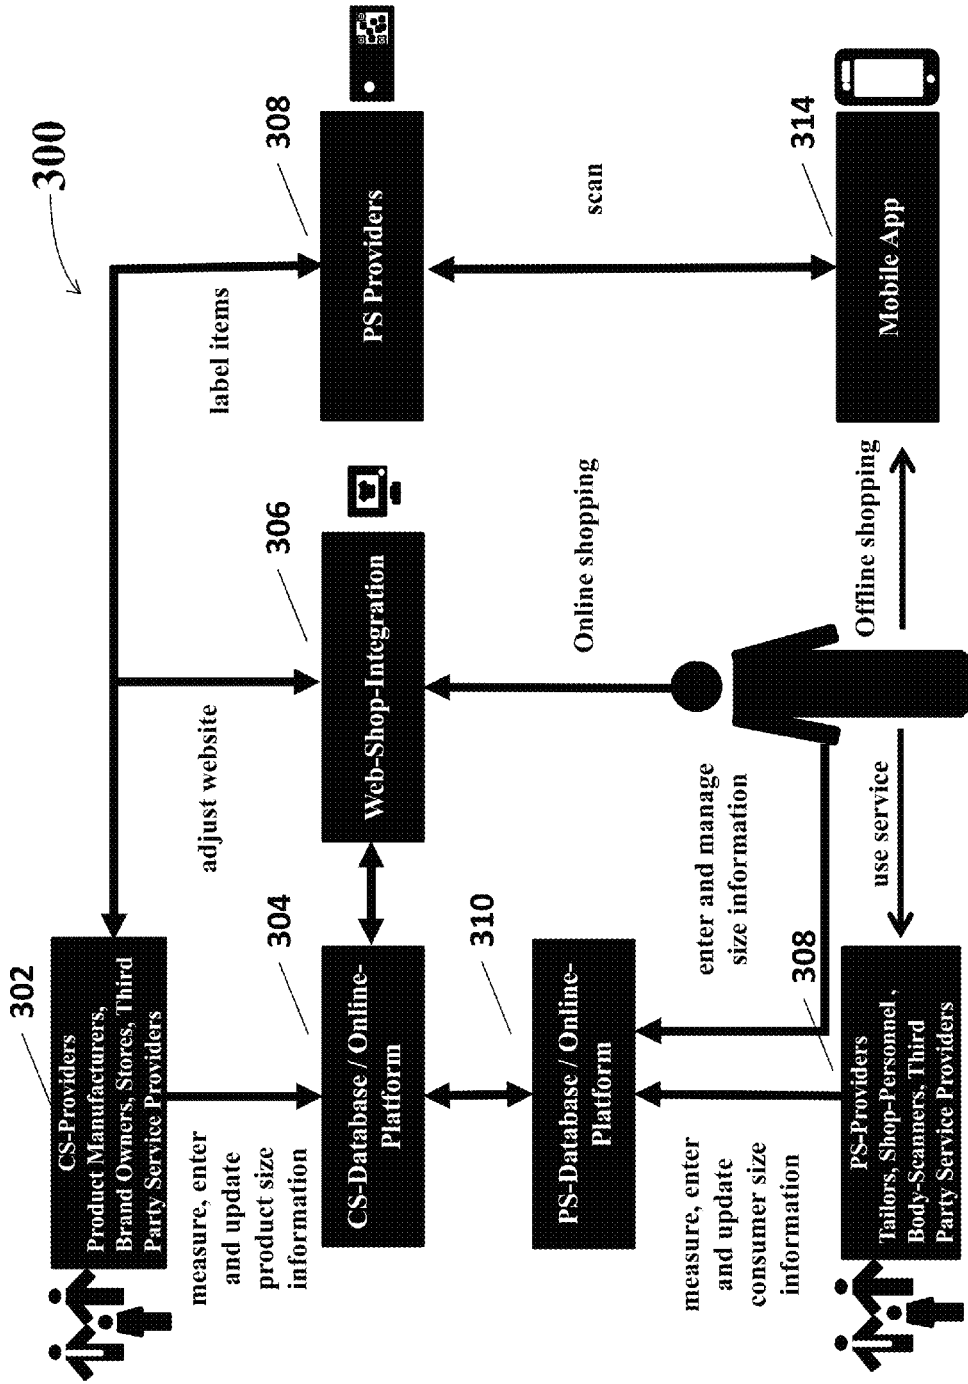 300
302
CS-Providers
Product Manufacturers,
Brand Owners, Stores, Third
Party Service Providers
adjust website
label items
measure, enter
and update
product size
information
304
CS-Database / Online-
Platform
306
Web-Shop-Integration
308
PS Providers
310
PS-Database / Online-
Platform
enter and manage
size information
Online shopping
scan
measure, enter
and update
consumer size
information
308
PS-Providers
Tailors, Shop-Personnel ,
Body-Scanners, Third
Party Service Providers
use service
Offline shopping
314
Mobile App